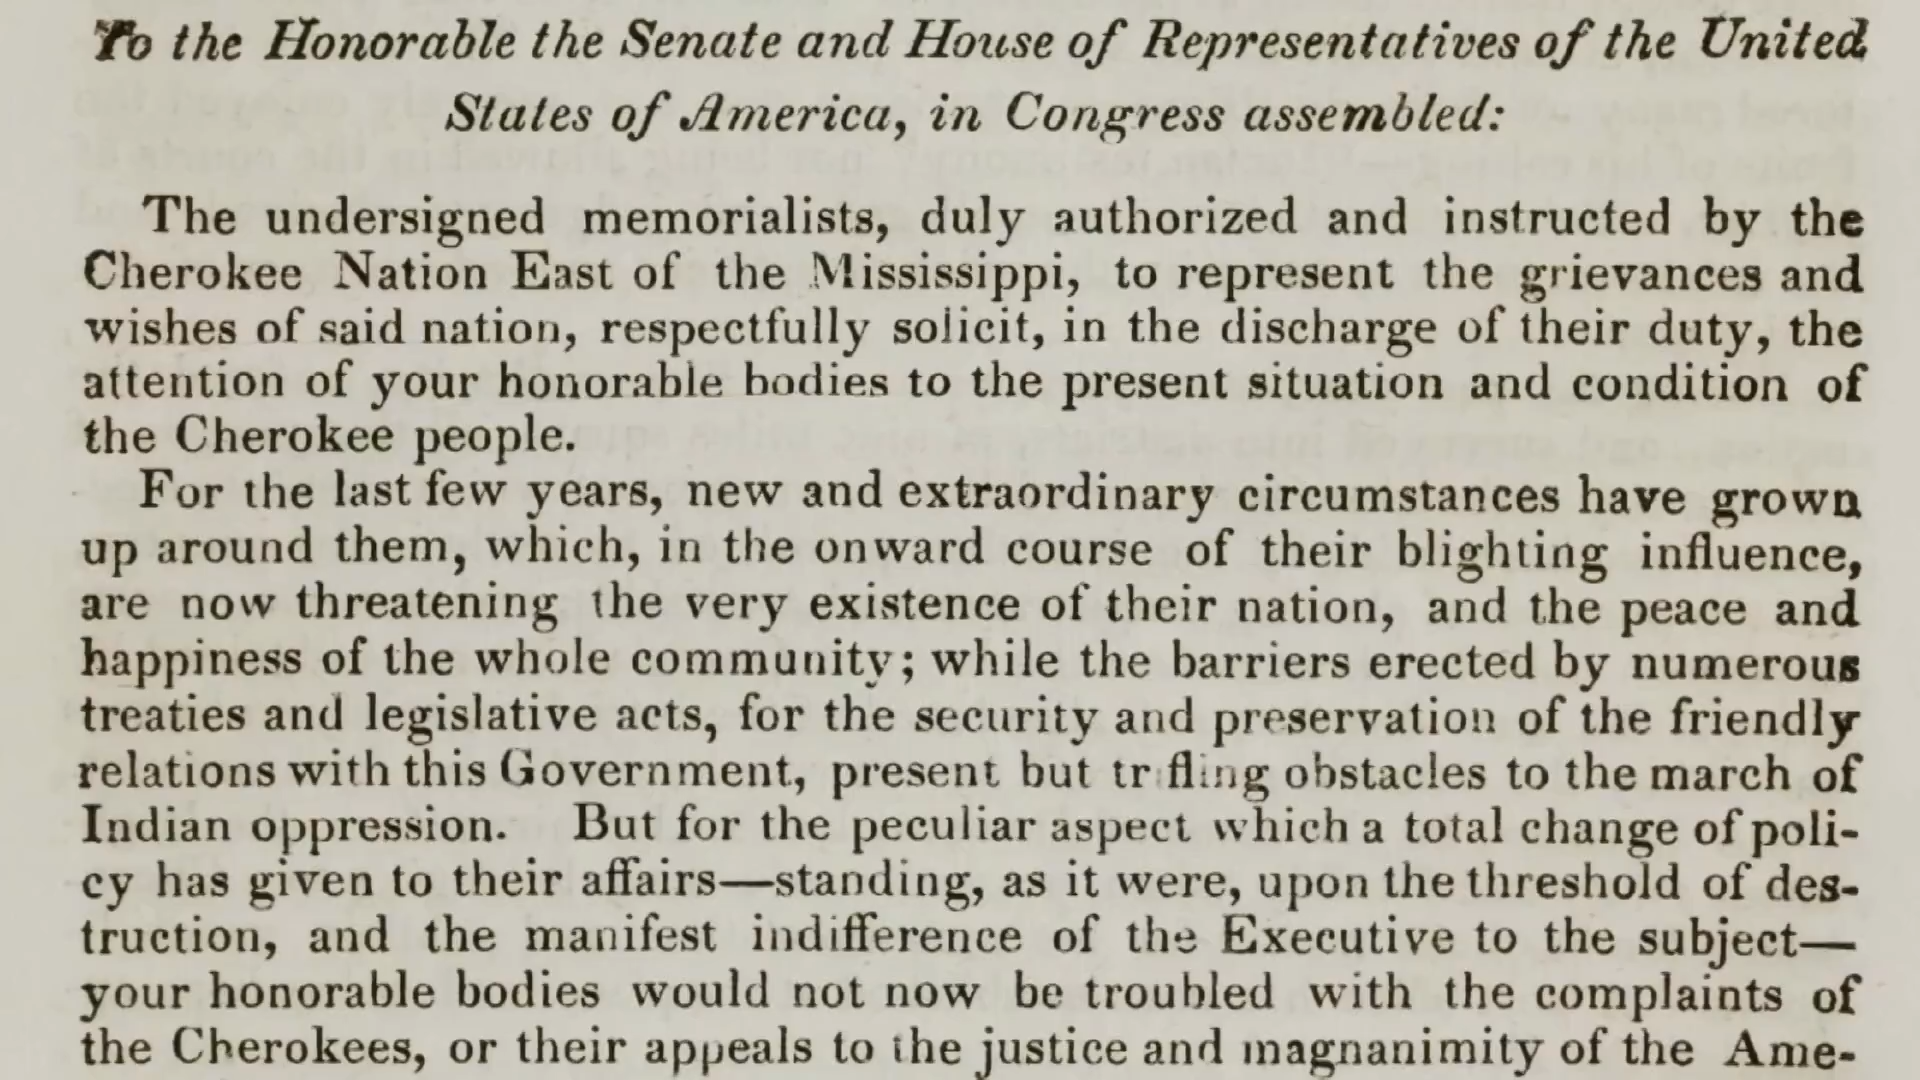 To the Honorable the Senate and House of Representatives of the United
States of America, in Congress assembled:
The undersigned memorialists, duly authorized and instructed by the
Cherokee Nation East of the Mississippi, to represent the grievances and
wishes of said nation, respectfully solicit, in the discharge of their duty, the
attention of your honorable bodies to the present situation and condition of
the Cherokee people.
For the last few years, new and extraordinary circumstances have grown
up around them, which, in the onward course of their blighting influence,
are now threatening the very existence of their nation, and the peace and
happiness of the whole community; while the barriers erected by numerous
treaties and legislative acts, for the security and preservation of the friendly
relations with this Government, present but trifling obstacles to the march of
Indian oppression. But for the peculiar aspect which a total change of poli-
cy has given to their affairs—standing, as it were, upon the threshold of des-
truction, and the manifest indifference of the Executive to the subject—
your honorable bodies would not now be troubled with the complaints of
the Cherokees, or their appeals to the justice and magnanimity of the Ame-